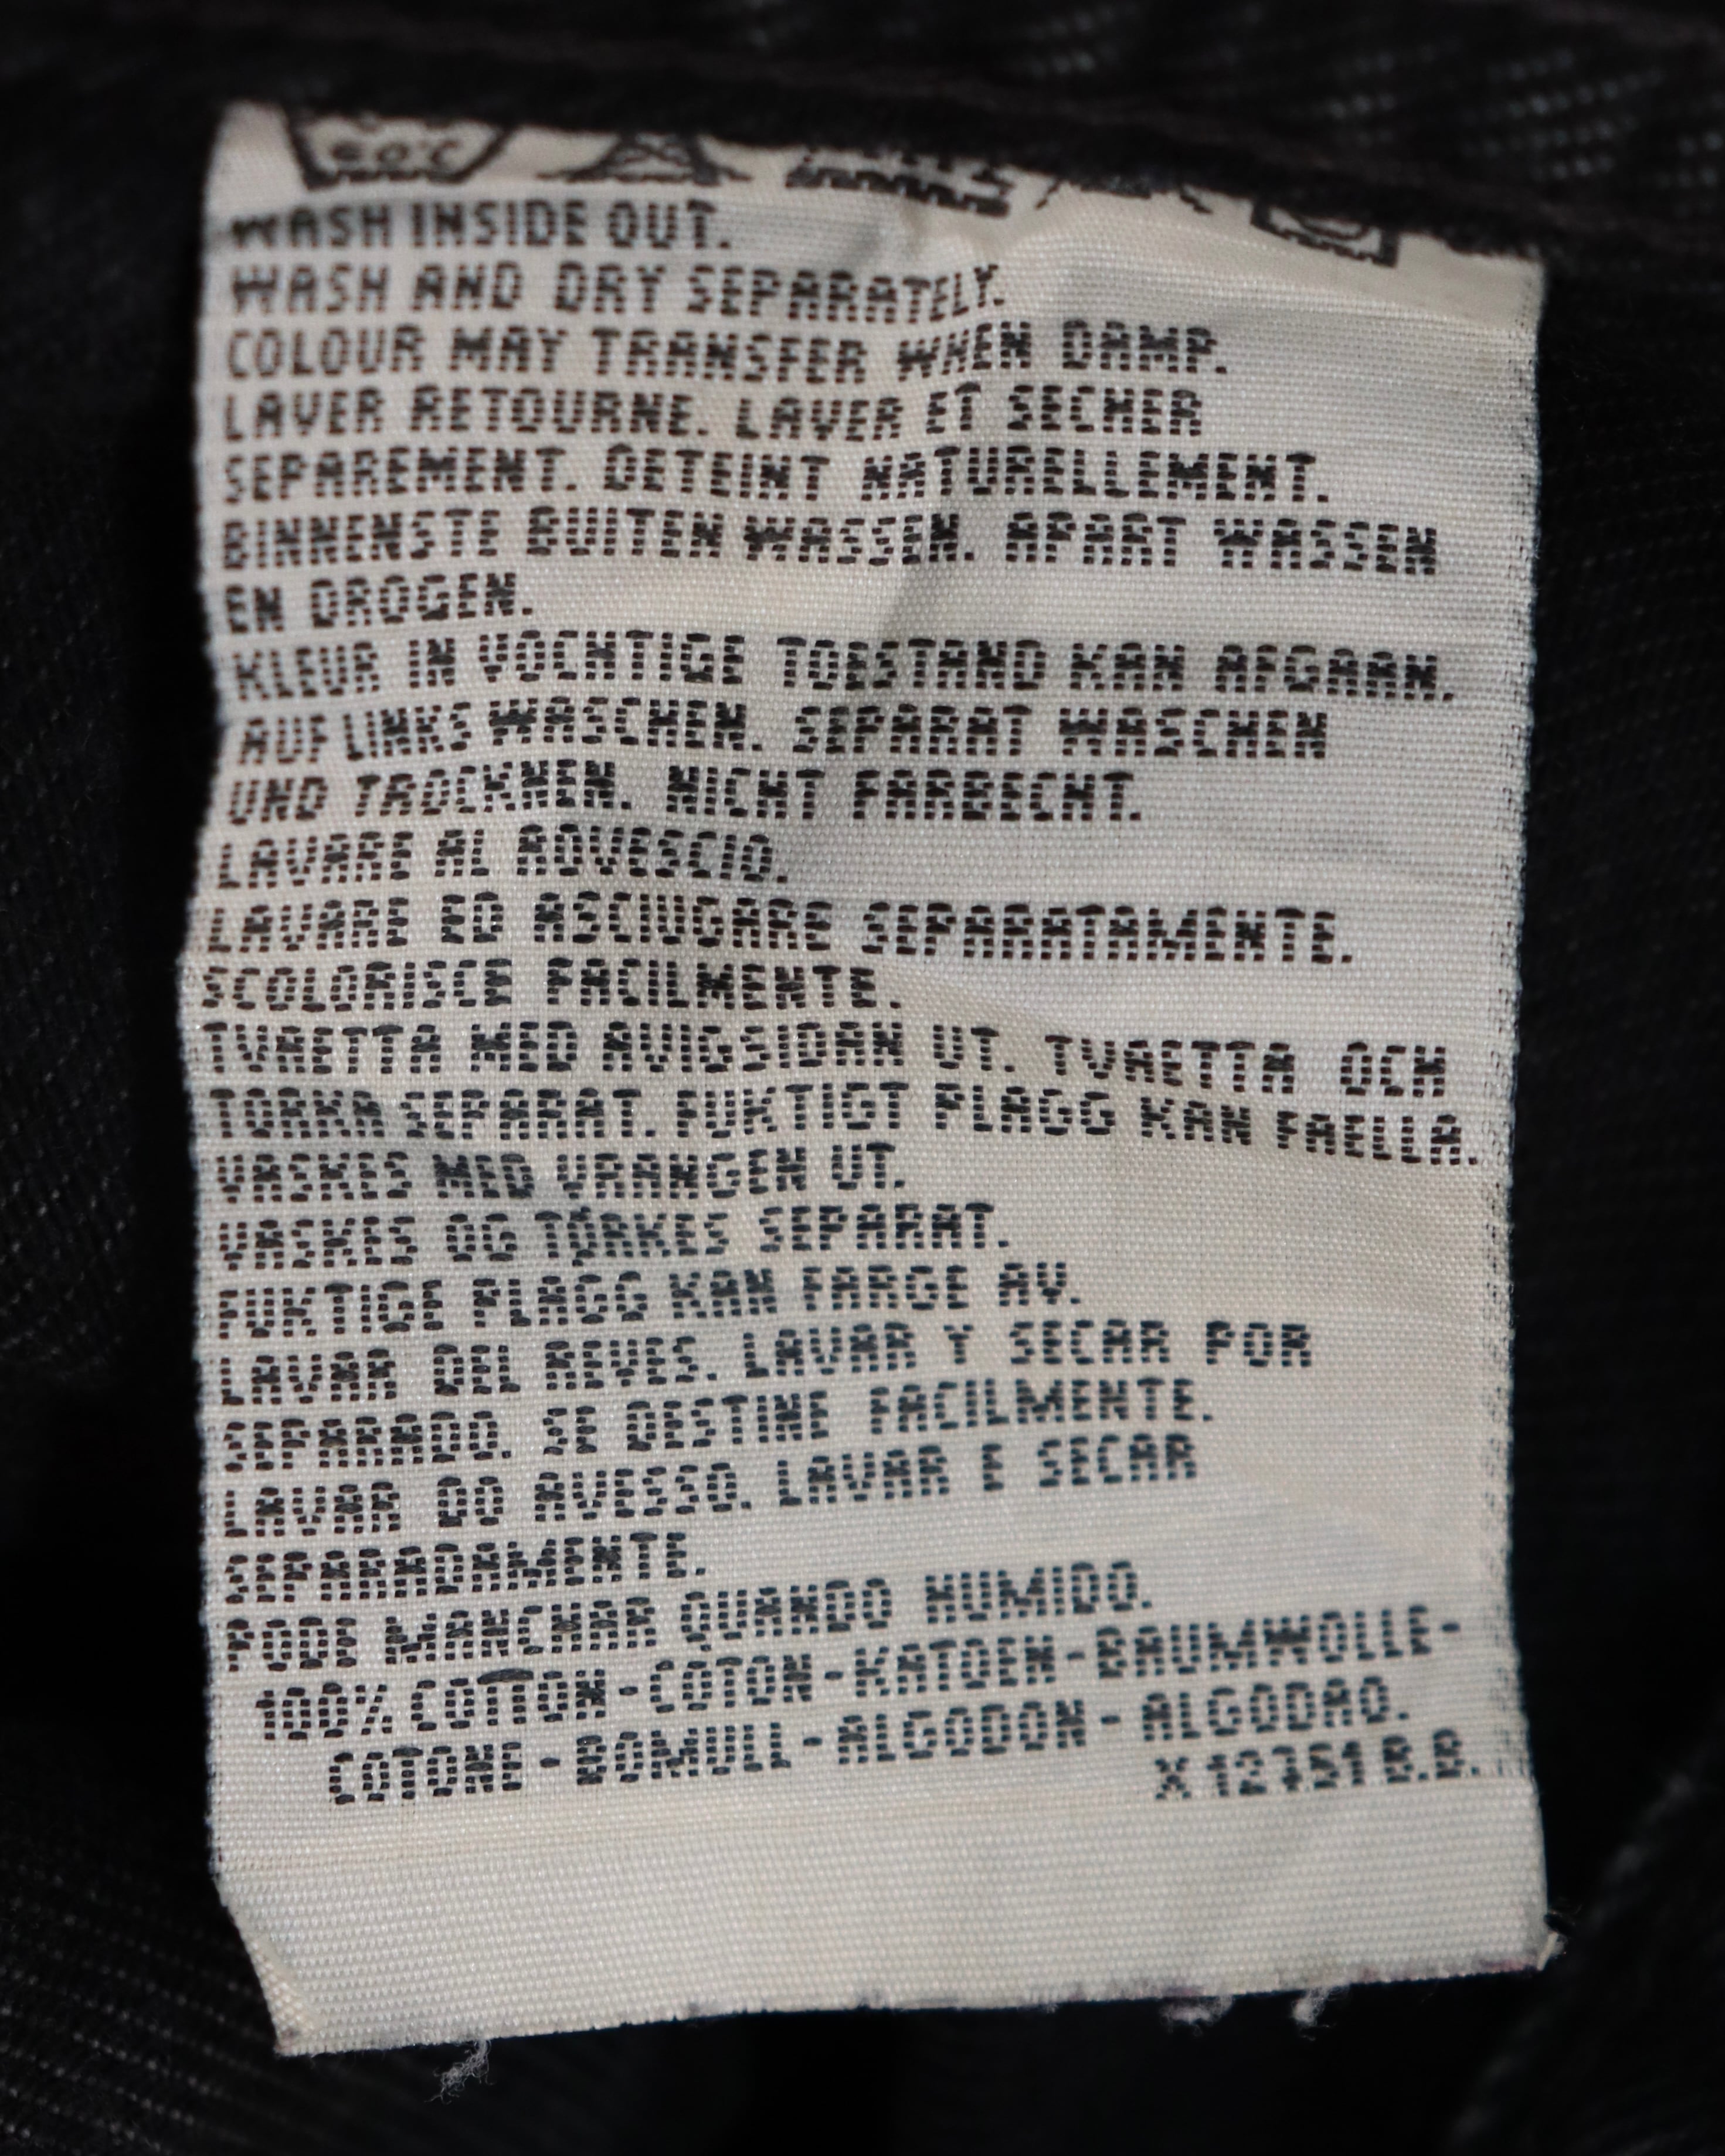 WASH INSIDE OUT.
WASH AND DRY SEPARATELY.
COLOUR MAY TRANSFER WHEN DAMP.
LAVER RETOURNE. LAVER ET SECHER
SEPAREMENT. DETEINT NATURELLEMENT.
BINNENSTE BUITEN WASSEN. APART WASSEN
EN DROGEN.
KLEUR IN VOCHTIGE TOESTAND KAN AFGAAN.
AUF LINKS WASCHEN. SEPARAT WASCHEN
UND TROCKNEN. NICHT FARBECHT.
LAVARE AL ROVESCIO.
LAVARE ED ASCIUGARE SEPARATAMENTE.
SCOLORISCE FACILMENTE.
TVAETTA MED AVIGSIDAN UT. TVAETTA OCH
TORKA SEPARAT. FUKTIGT PLAGG KAN FAELLA.
VASKES MED VRANGEN UT.
VASKES OG TØRKES SEPARAT.
FUKTIGE PLAGG KAN FARGE AV.
LAVAR DEL REVES. LAVAR Y SECAR POR
SEPARADO. SE DESTINE FACILMENTE.
LAVAR DO AVESSO. LAVAR E SECAR
SEPARADAMENTE.
PODE MANCHAR QUANDO HUMIDO.
100% COTTON-COTON-KATOEN-BAUMWOLLE-
COTONE-BOMULL-ALGODON-ALGODAO.
B.B.